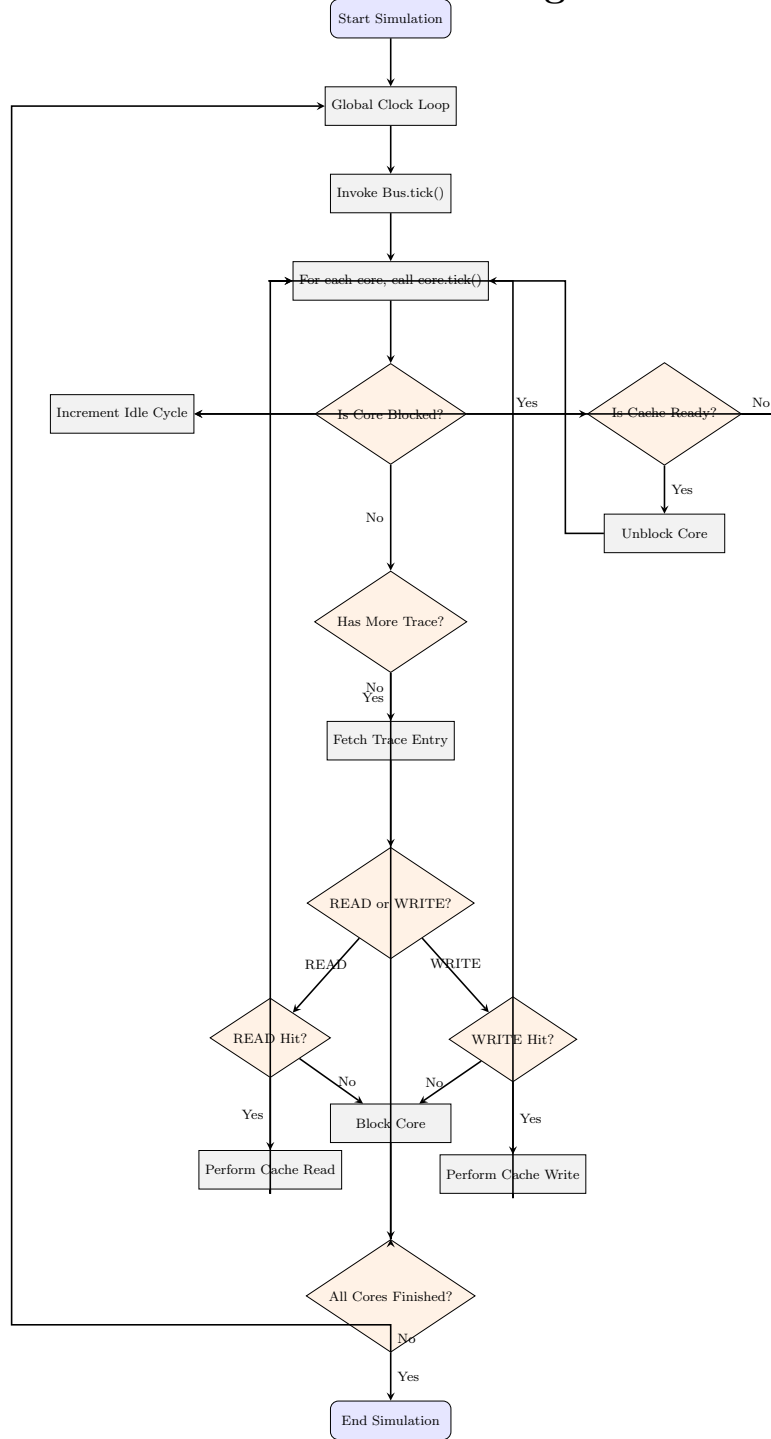 Start Simulation
Global Clock Loop
Invoke Bus.tick()
For each core, call core.tick()
Increment Idle Cycle
Is Core Blocked?
Yes
Is Cache Ready?
No
Yes
Unblock Core
No
Has More Trace?
No
Yes
Fetch Trace Entry
READ or WRITE?
READ
WRITE
READ Hit?
WRITE Hit?
No
No
Yes
Block Core
Yes
Perform Cache Read
Perform Cache Write
All Cores Finished?
No
Yes
End Simulation